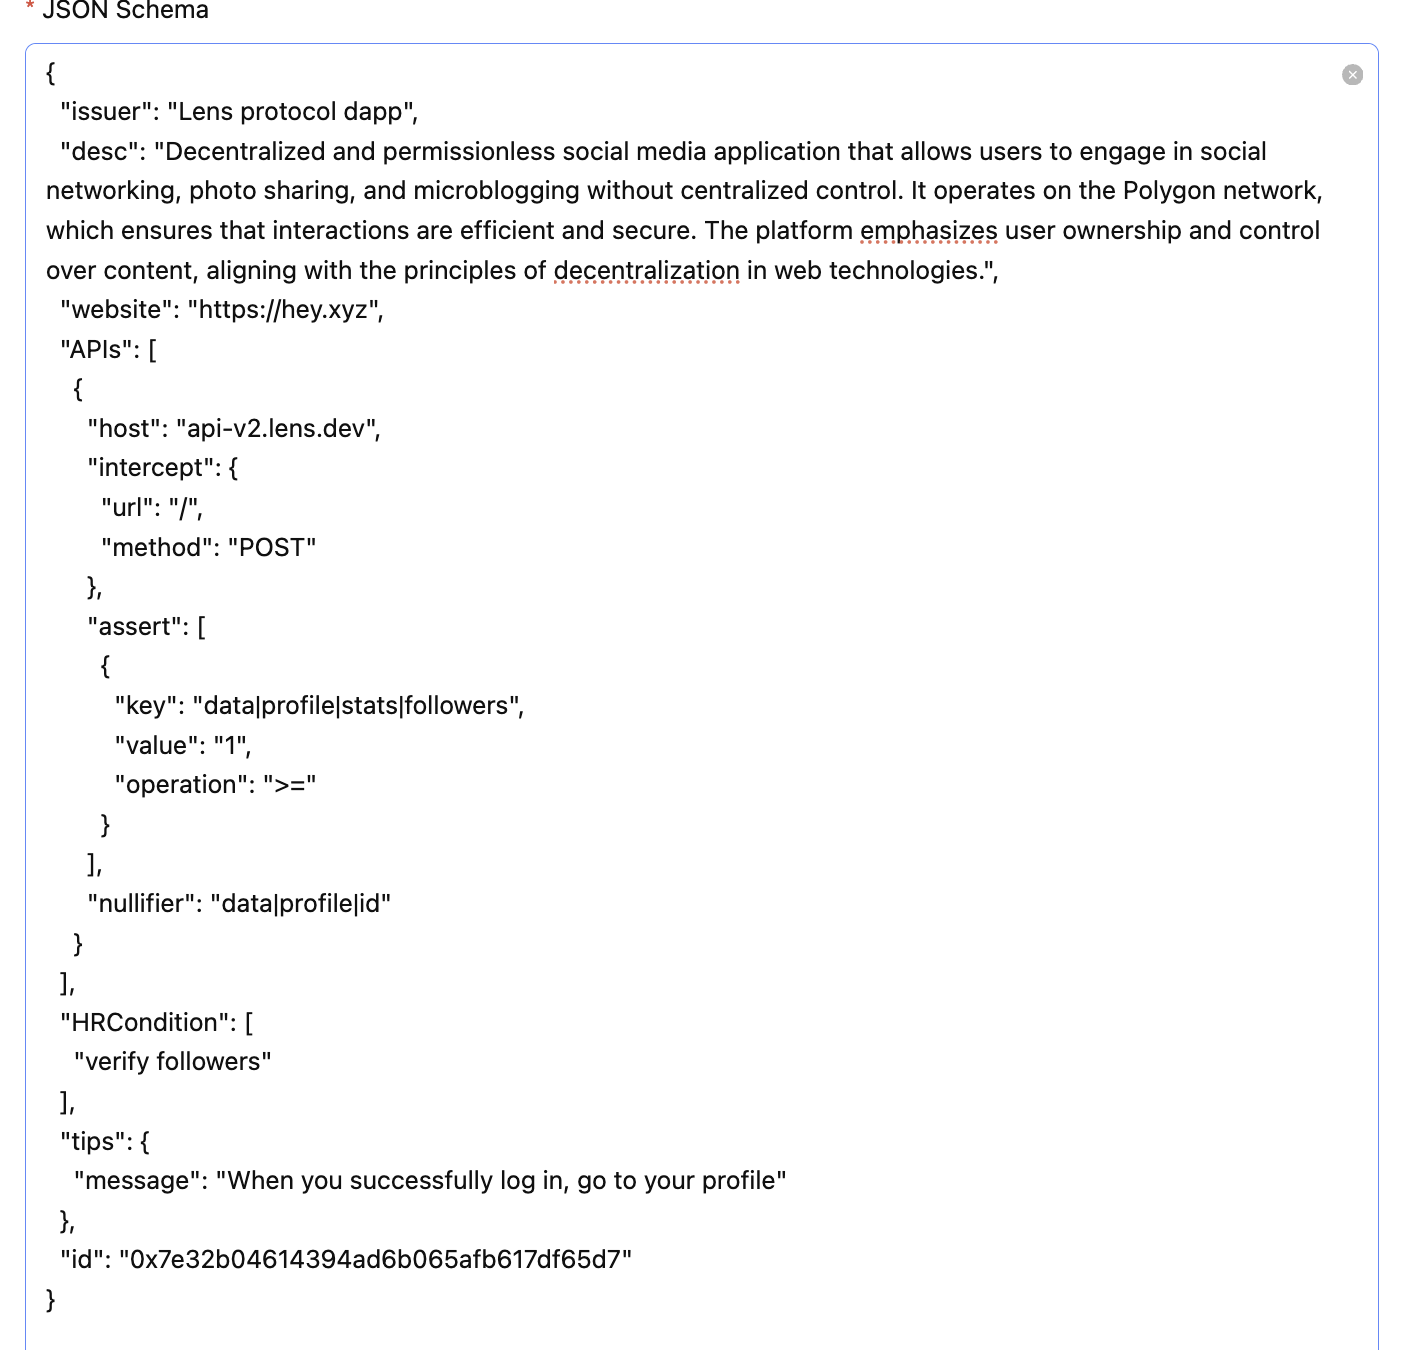 * JSON Schema
{
"issuer": "Lens protocol dapp",
"desc": "Decentralized and permissionless social media application that allows users to engage in social
networking, photo sharing, and microblogging without centralized control. It operates on the Polygon network,
which ensures that interactions are efficient and secure. The platform emphasizes user ownership and control
over content, aligning with the principles of decentralization in web technologies.",
"website": "https://hey.xyz",
"APIs": [
{
"host": "api-v2.lens.dev",
"intercept": {
"url": "/",
"method": "POST"
},
"assert": [
{
"key": "data|profile|stats|followers",
"value": "1",
"operation": ">="
}
],
"nullifier": "data|profile|id"
}
],
"HRCondition": [
"verify followers"
],
"tips": {
"message": "When you successfully log in, go to your profile"
},
"id": "0x7e32b04614394ad6b065afb617df65d7"
}